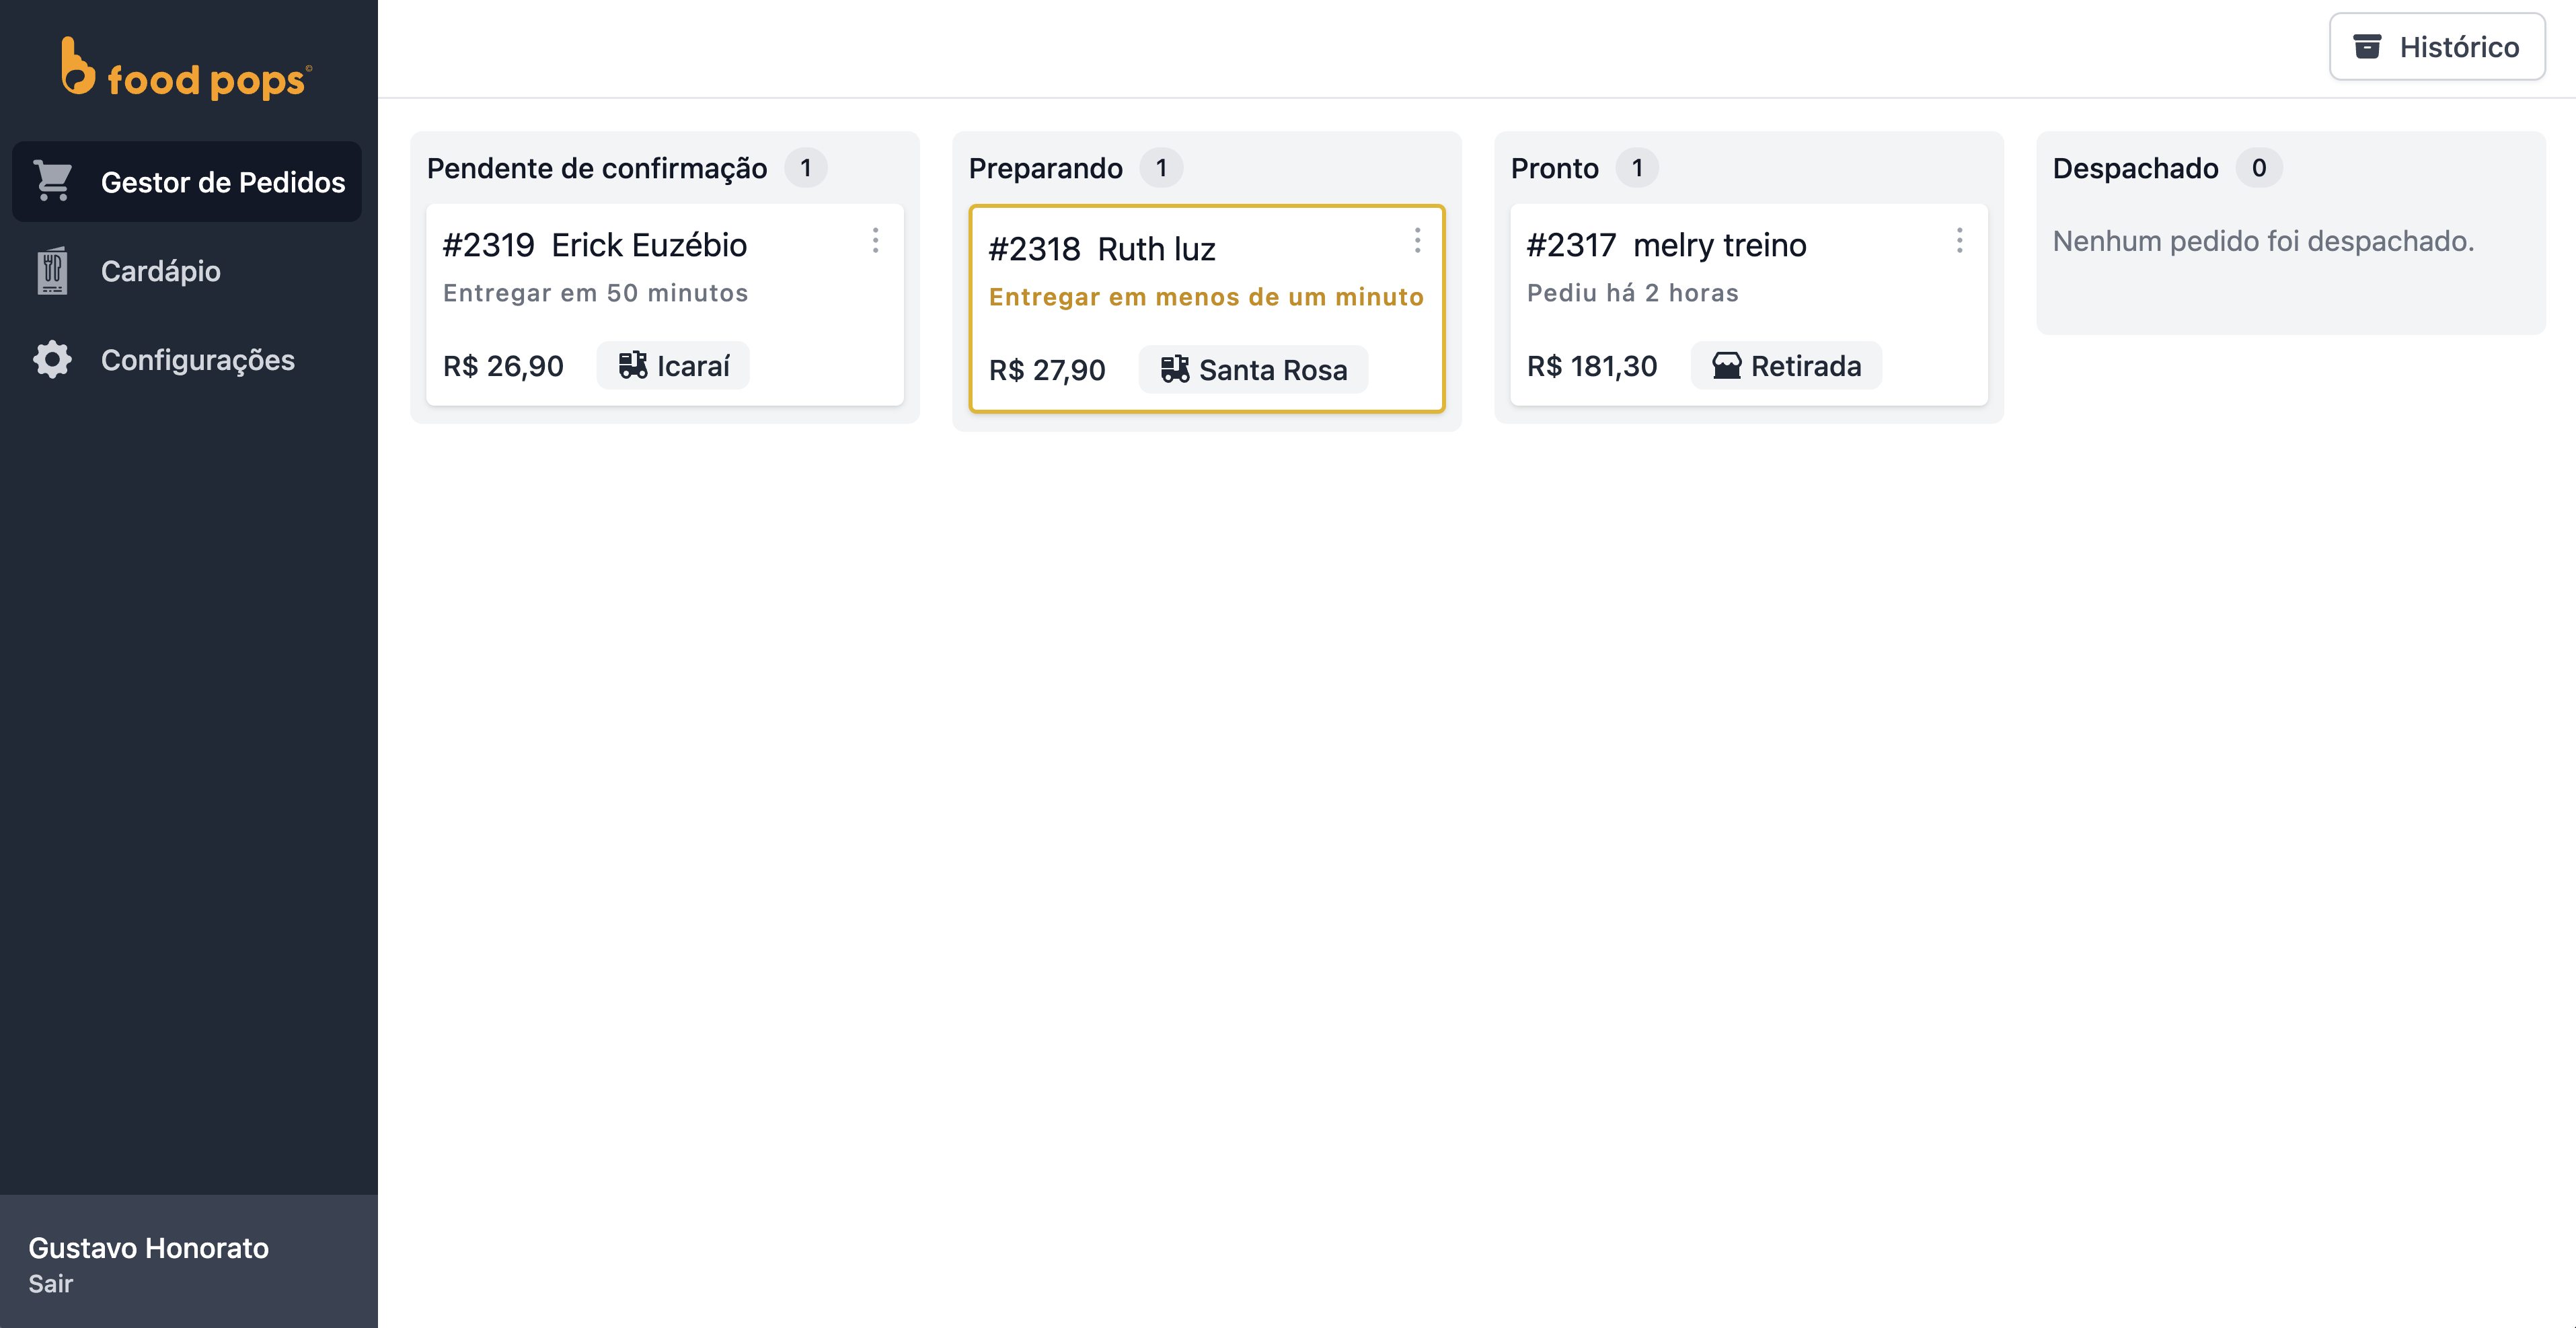 food pops
Gestor de Pedidos
Cardápio
Configurações
Gustavo Honorato
Sair
Histórico
Pendente de confirmação 1
#2319 Erick Euzébio
Entregar em 50 minutos
R$ 26,90 Icaraí
Preparando 1
#2318 Ruth luz
Entregar em menos de um minuto
R$ 27,90 Santa Rosa
Pronto 1
#2317 melry treino
Pediu há 2 horas
R$ 181,30 Retirada
Despachado 0
Nenhum pedido foi despachado.